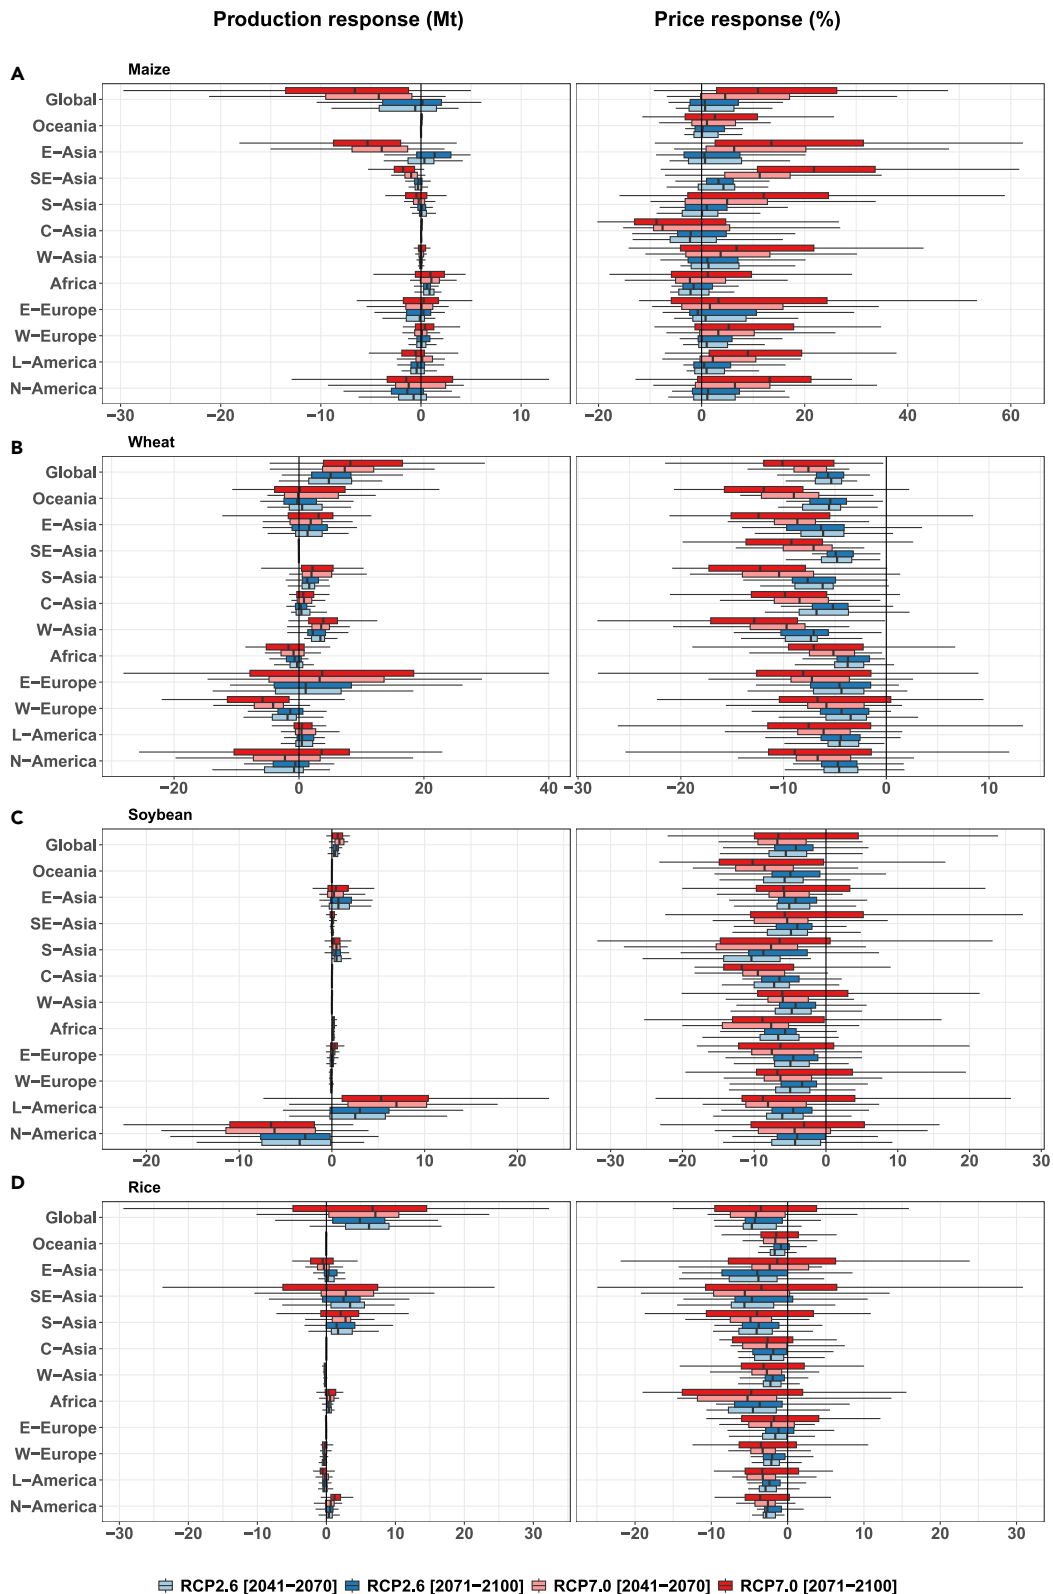 Production response (Mt)
Price response (%)
A
Maize
Global
Oceania
E−Asia
SE−Asia
S−Asia
C−Asia
W−Asia
Africa
E−Europe
W−Europe
L−America
N−America
−30 −20 −10 0 10
−20 0 20 40 60
B
Wheat
Global
Oceania
E−Asia
SE−Asia
S−Asia
C−Asia
W−Asia
Africa
E−Europe
W−Europe
L−America
N−America
−20 0 20 40
−30 −20 −10 0 10
C
Soybean
Global
Oceania
E−Asia
SE−Asia
S−Asia
C−Asia
W−Asia
Africa
E−Europe
W−Europe
L−America
N−America
−20 −10 0 10 20
−30 −20 −10 0 10 20 30
D
Rice
Global
Oceania
E−Asia
SE−Asia
S−Asia
C−Asia
W−Asia
Africa
E−Europe
W−Europe
L−America
N−America
−30 −20 −10 0 10 20 30
−20 −10 0 10 20 30
RCP2.6 [2041−2070] RCP2.6 [2071−2100] RCP7.0 [2041−2070] RCP7.0 [2071−2100]